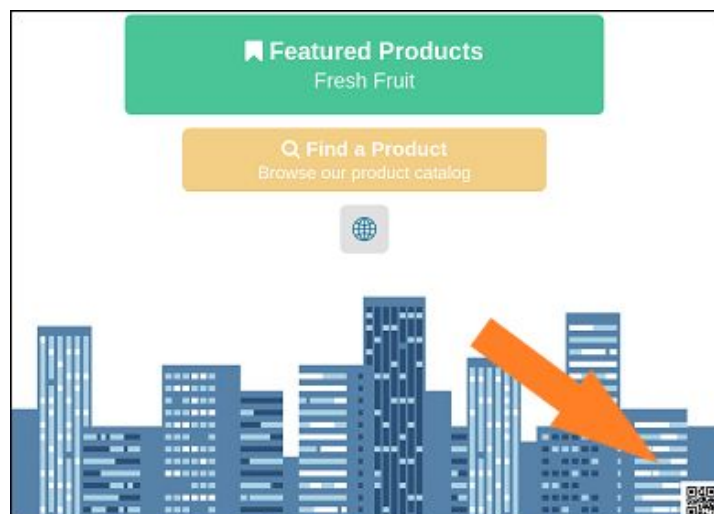 Featured Products
Fresh Fruit
Find a Product
Browse our product catalog